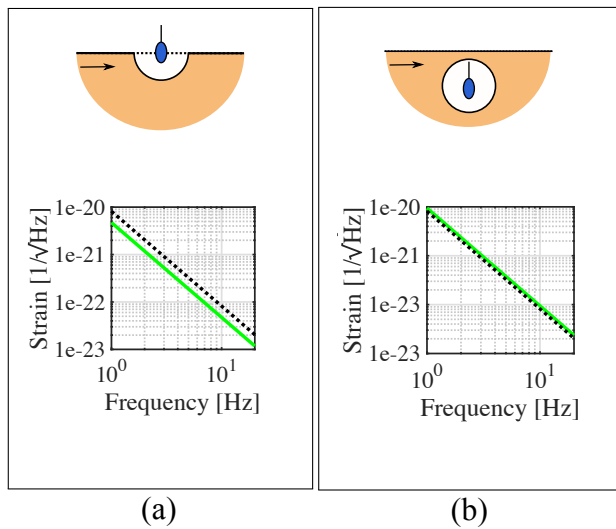 1e-20
1e-21
1e-22
1e-23
Strain [1/√Hz]
10^0
10^1
Frequency [Hz]
(a)
1e-20
1e-21
1e-23
1e-23
Strain [1/√Hz]
10^0
10^1
Frequency [Hz]
(b)